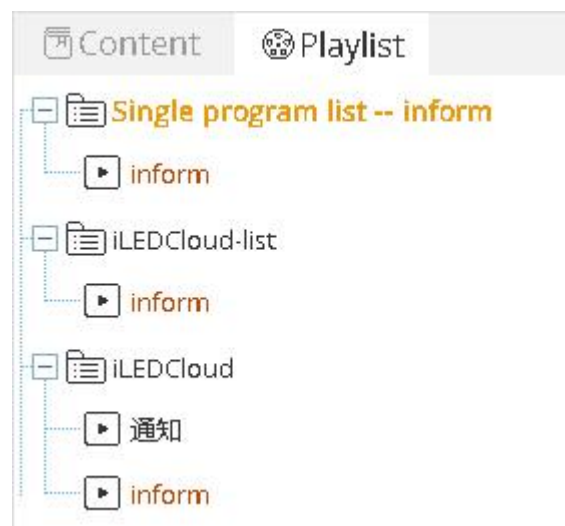 Content Playlist
Single program list -- inform
inform
iLEDCloud-list
inform
iLEDCloud
通知
inform